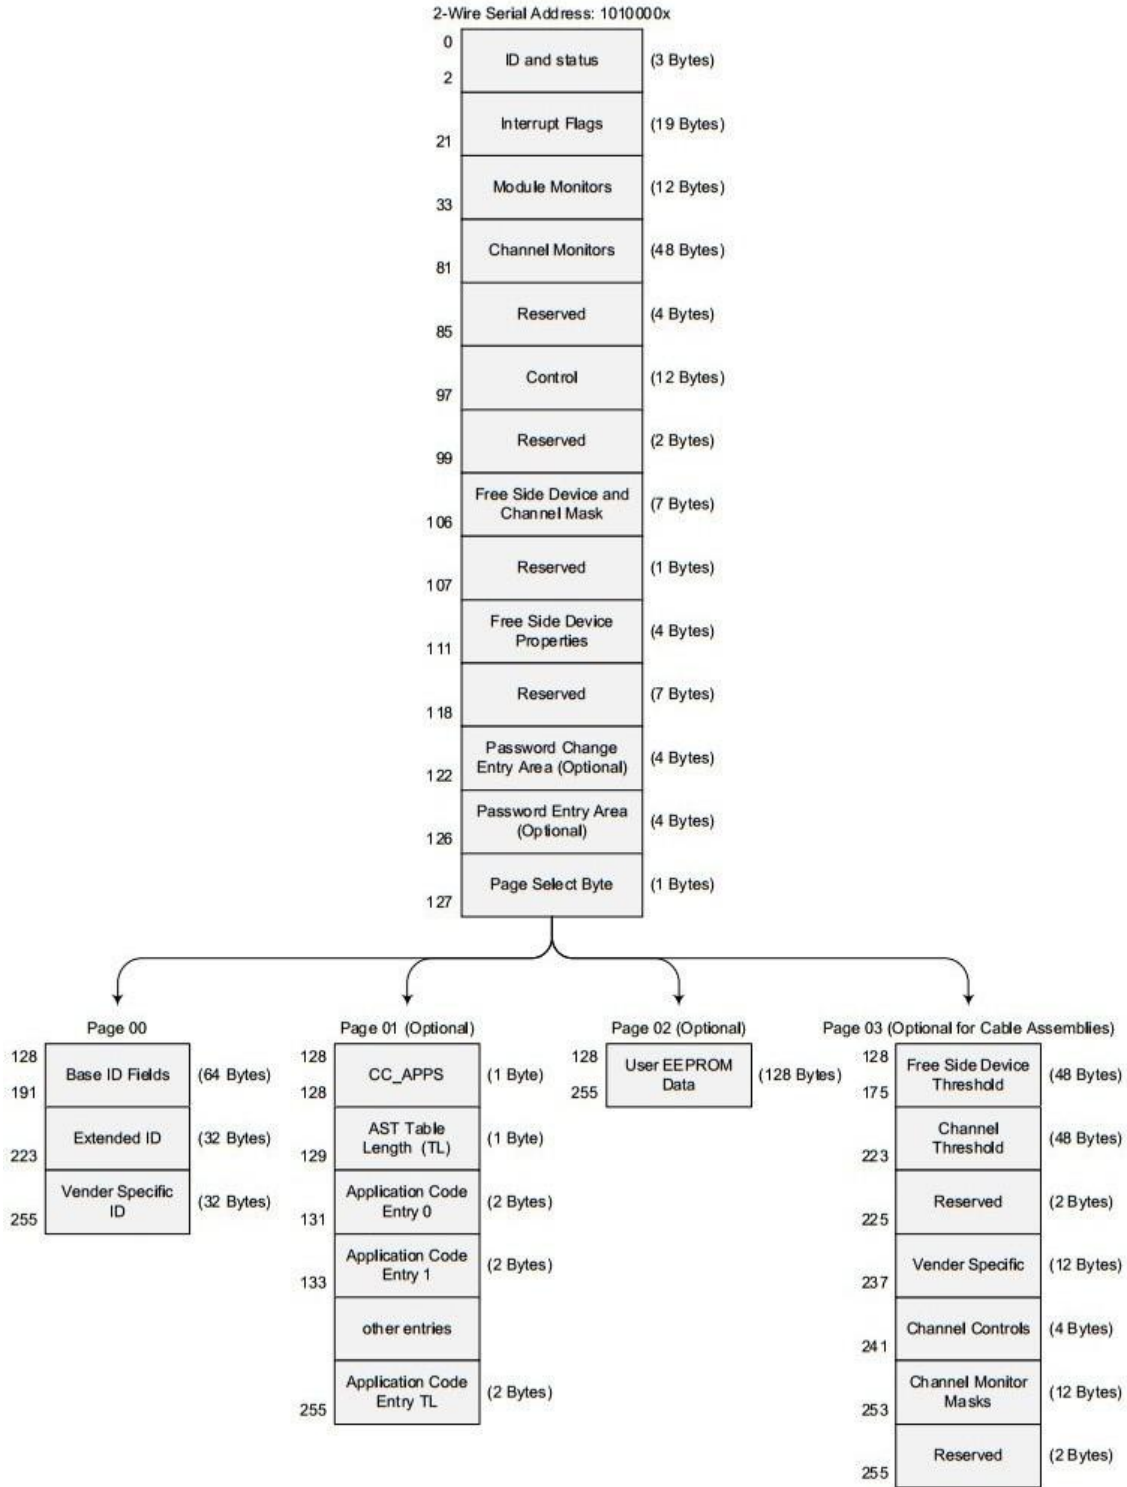 2-Wire Serial Address: 1010000x
0
ID and status (3 Bytes)
2
Interrupt Flags (19 Bytes)
21
Module Monitors (12 Bytes)
33
Channel Monitors (48 Bytes)
81
Reserved (4 Bytes)
85
Control (12 Bytes)
97
Reserved (2 Bytes)
99
Free Side Device and
Channel Mask (7 Bytes)
106
Reserved (1 Bytes)
107
Free Side Device
Properties (4 Bytes)
111
Reserved (7 Bytes)
118
Password Change
Entry Area (Optional) (4 Bytes)
122
Password Entry Area
(Optional) (4 Bytes)
126
Page Select Byte (1 Bytes)
127
Page 00
128
Base ID Fields (64 Bytes)
191
Extended ID (32 Bytes)
223
Vender Specific
ID (32 Bytes)
255
Page 01 (Optional)
128
CC_APPS (1 Byte)
128
AST Table
Length (TL) (1 Byte)
129
Application Code
Entry 0 (2 Bytes)
131
Application Code
Entry 1 (2 Bytes)
133
other entries
Application Code
Entry TL (2 Bytes)
255
Page 02 (Optional)
128
User EEPROM
Data (128 Bytes)
255
Page 03 (Optional for Cable Assemblies)
128
Free Side Device
Threshold (48 Bytes)
175
Channel
Threshold (48 Bytes)
223
Reserved (2 Bytes)
225
Vender Specific (12 Bytes)
237
Channel Controls (4 Bytes)
241
Channel Monitor
Masks (12 Bytes)
253
Reserved (2 Bytes)
255